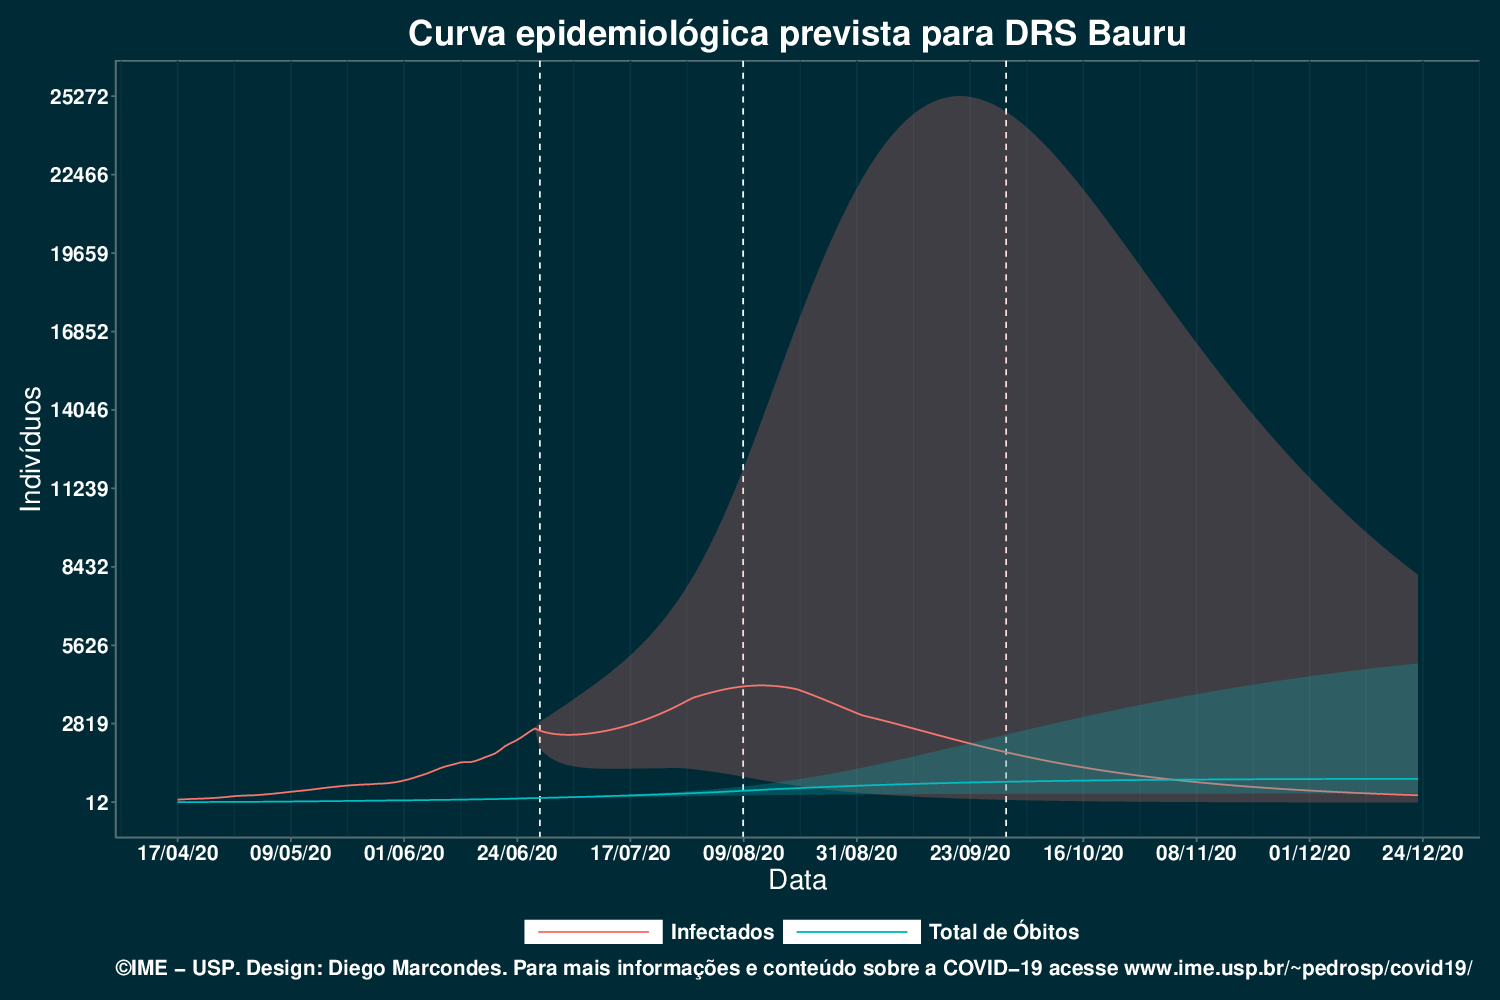 Curva epidemiológica prevista para DRS Bauru
25272
22466
19659
16852
14046
11239
8432
5626
2819
12
Indivíduos
17/04/20 09/05/20 01/06/20 24/06/20 17/07/20 09/08/20 31/08/20 23/09/20 16/10/20 08/11/20 01/12/20 24/12/20
Data
Infectados Total de Óbitos
©IME − USP. Design: Diego Marcondes. Para mais informações e conteúdo sobre a COVID−19 acesse www.ime.usp.br/~pedrosp/covid19/